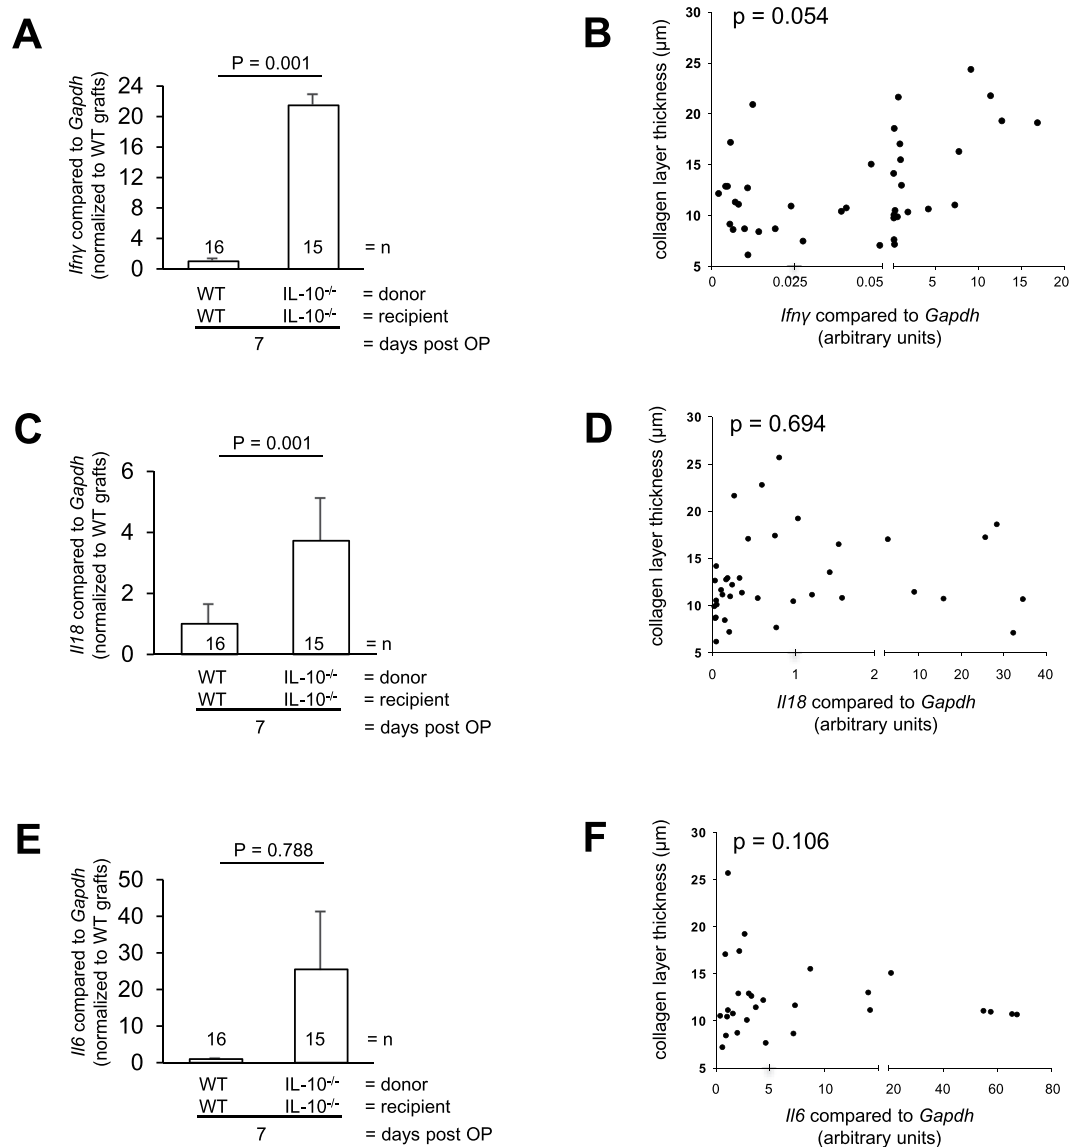 A
P = 0.001
Ifnγ compared to Gapdh
(normalized to WT grafts)
24
20
16
12
8
4
0
16
15
= n
WT
IL-10-/-
= donor
WT
IL-10-/-
= recipient
7
= days post OP
B
p = 0.054
collagen layer thickness (µm)
30
25
20
15
10
5
0
0.025
0.05
5
10
15
20
Ifnγ compared to Gapdh
(arbitrary units)
C
P = 0.001
Il18 compared to Gapdh
(normalized to WT grafts)
6
4
2
0
16
15
= n
WT
IL-10-/-
= donor
WT
IL-10-/-
= recipient
7
= days post OP
D
p = 0.694
collagen layer thickness (µm)
30
25
20
15
10
5
0
1
2
10
20
30
40
Il18 compared to Gapdh
(arbitrary units)
E
P = 0.788
Il6 compared to Gapdh
(normalized to WT grafts)
50
40
30
20
10
0
16
15
= n
WT
IL-10-/-
= donor
WT
IL-10-/-
= recipient
7
= days post OP
F
p = 0.106
collagen layer thickness (µm)
30
25
20
15
10
5
0
5
10
20
40
60
80
Il6 compared to Gapdh
(arbitrary units)